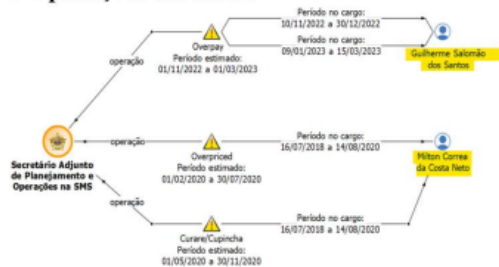 Período no cargo:
10/11/2022 a 30/12/2022
Overpay
Período estimado:
01/11/2022 a 01/03/2023
Período no cargo:
09/01/2023 a 15/03/2023
Guilherme Salomão
dos Santos
operação
operação
Secretário Adjunto
de Planejamento e
Operações na SMS
Overpriced
Período estimado:
01/02/2020 a 30/07/2020
Período no cargo:
16/07/2018 a 14/08/2020
Milton Correa
da Costa Neto
operação
Curare/Cupincha
Período estimado:
01/05/2020 a 30/11/2020
Período no cargo:
16/07/2018 a 14/08/2020